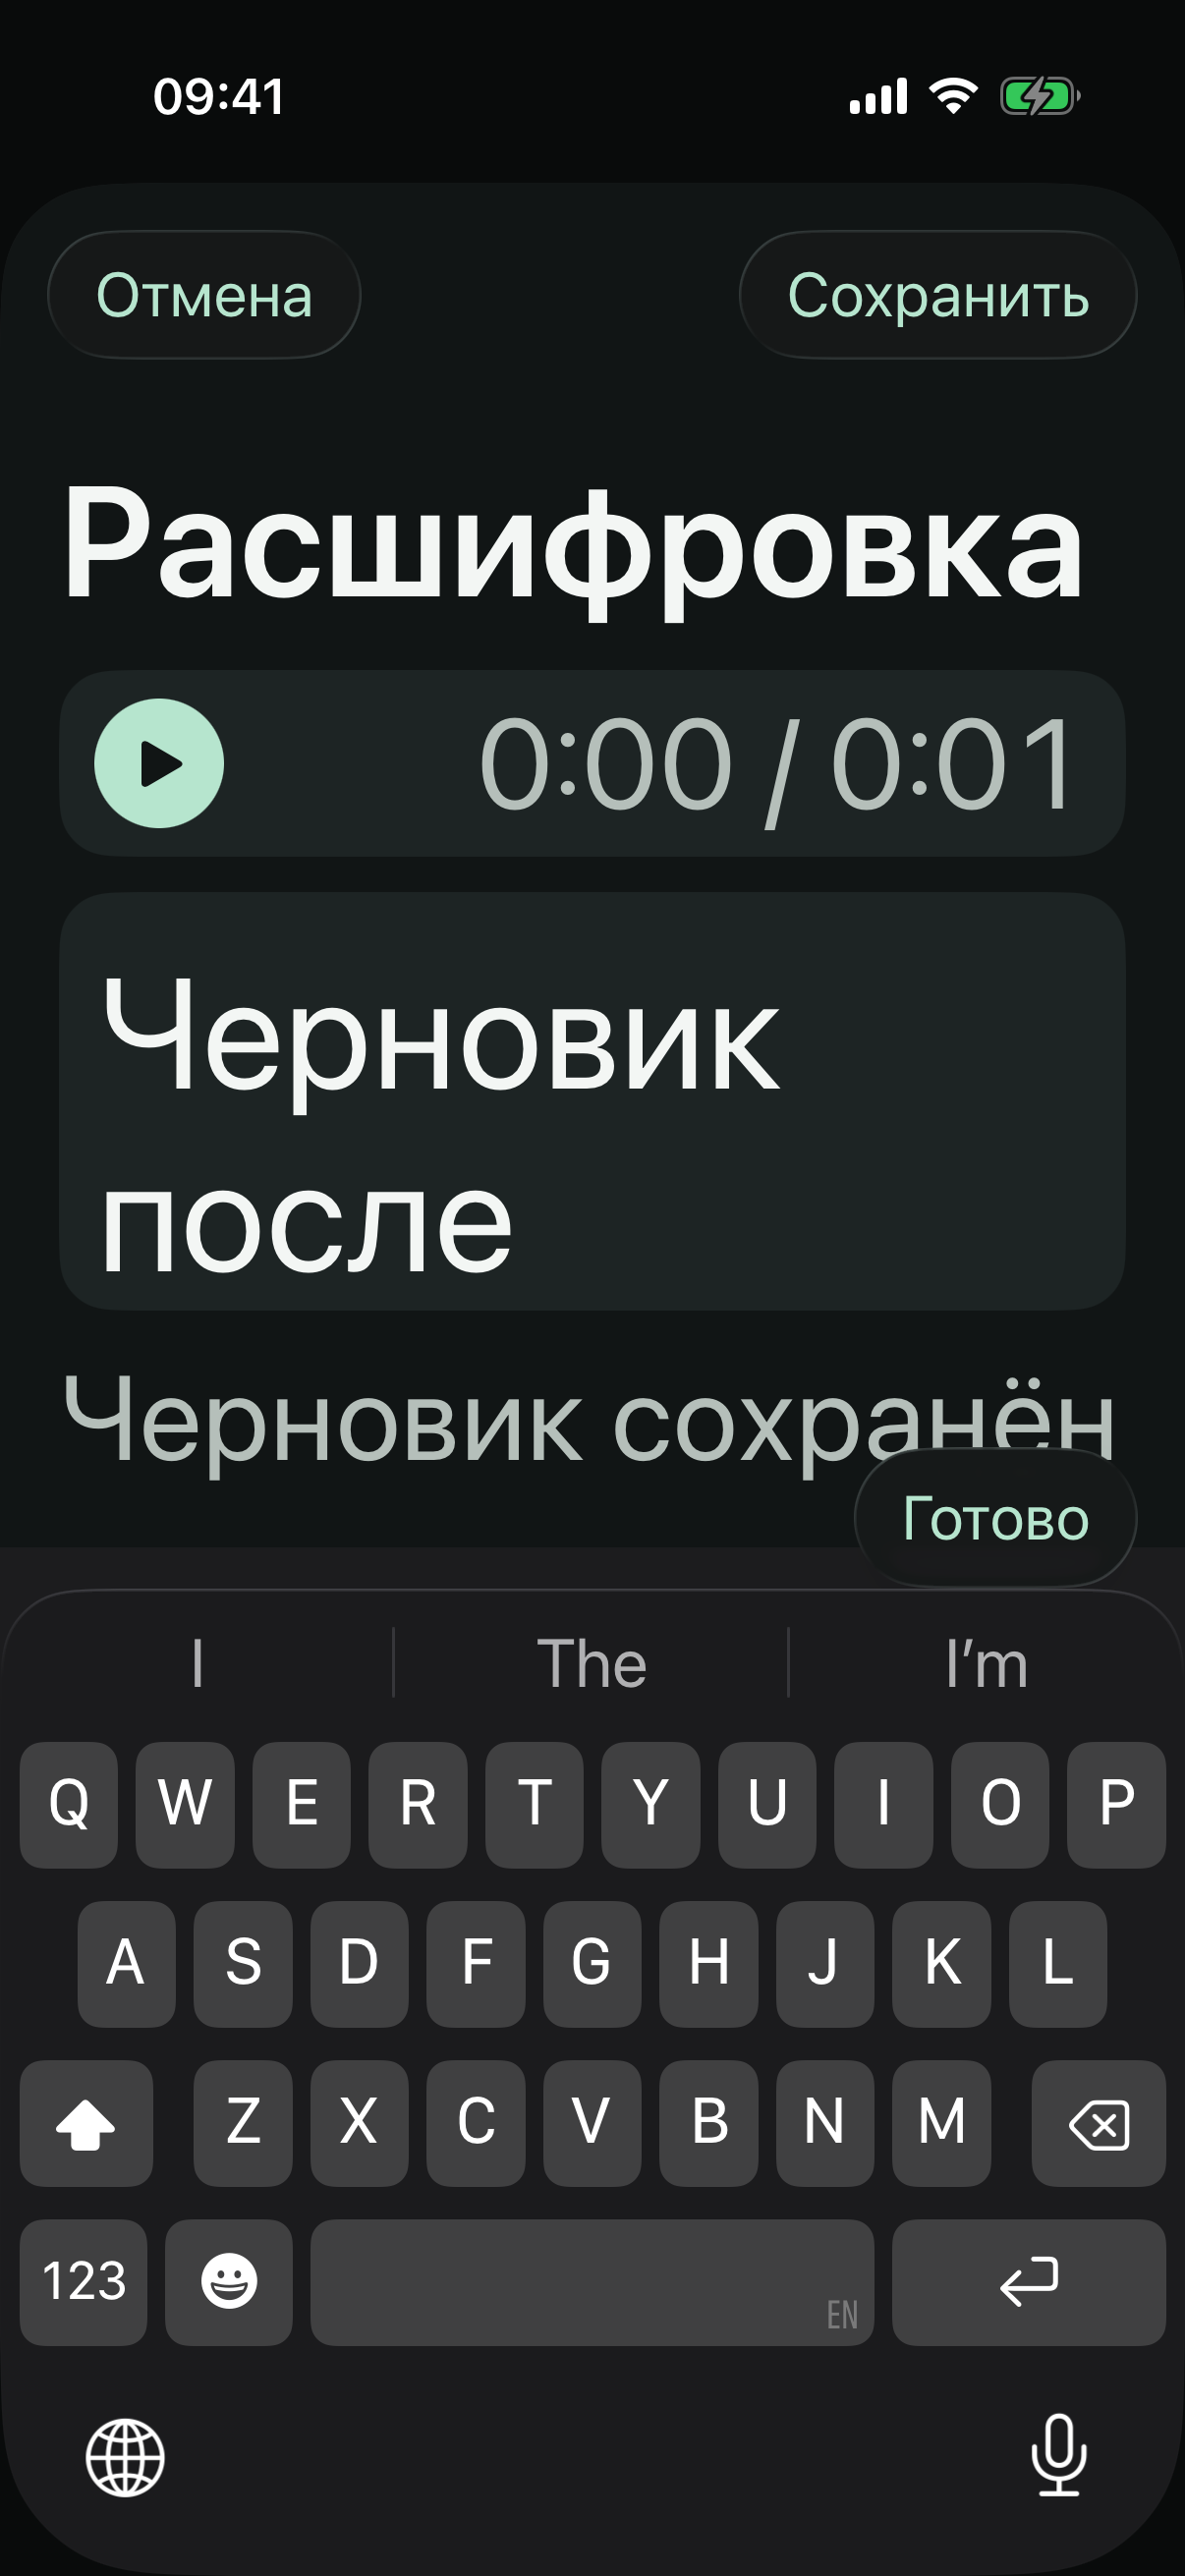 09:41
Отмена
Сохранить
Расшифровка
0:00 / 0:01
Черновик
после
Черновик сохранён
Готово
I The I’m
Q W E R T Y U I O P
A S D F G H J K L
Z X C V B N M
123
EN